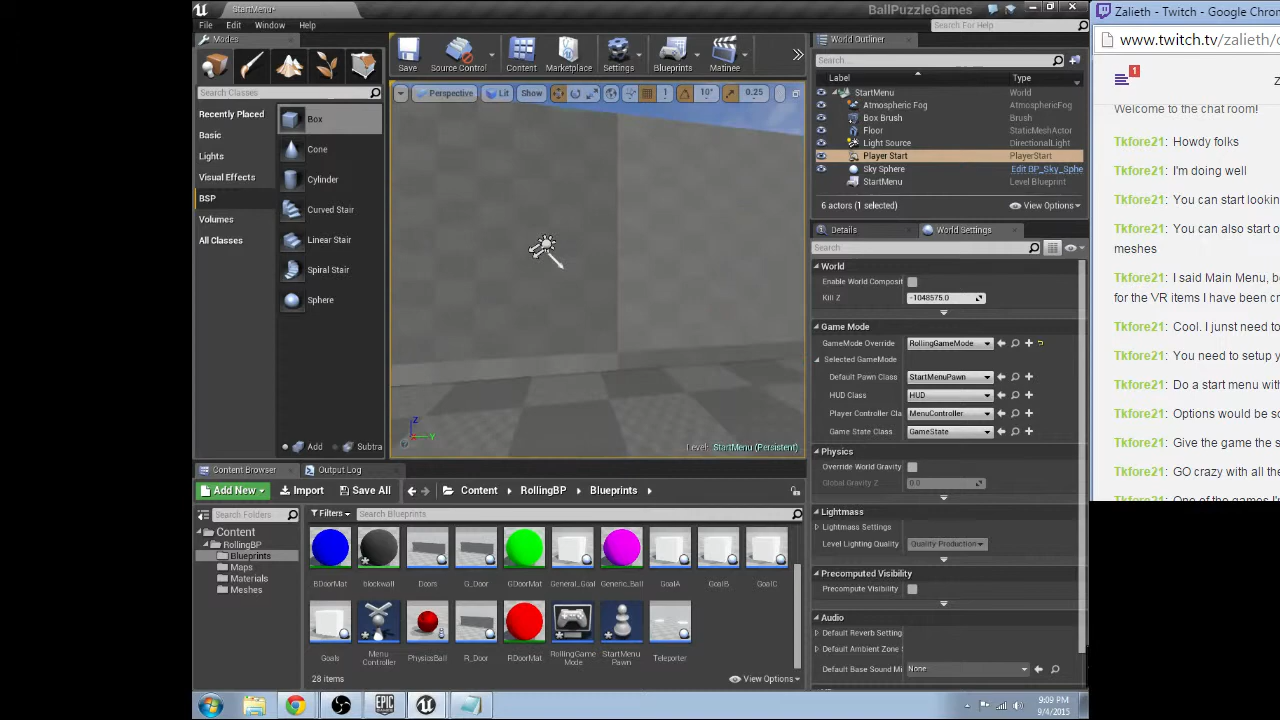 StartMenu*
BallPuzzleGames
File Edit Window Help
Search For Help
Modes
Search Classes
Recently Placed
Basic
Lights
Visual Effects
BSP
Volumes
All Classes
Box
Cone
Cylinder
Curved Stair
Linear Stair
Spiral Stair
Sphere
Add
Subtra
Save
Source Control
Content
Marketplace
Settings
Blueprints
Matinee
Perspective Lit Show 1 10° 0.25
Level: StartMenu (Persistent)
World Outliner
Search...
Label Type
StartMenu World
Atmospheric Fog AtmosphericFog
Box Brush Brush
Floor StaticMeshActor
Light Source DirectionalLight
Player Start PlayerStart
Sky Sphere Edit BP_Sky_Sphe
StartMenu Level Blueprint
6 actors (1 selected) View Options
Details World Settings
Search
World
Enable World Composit
Kill Z -1048575.0
Game Mode
GameMode Override RollingGameMode
Selected GameMode
Default Pawn Class StartMenuPawn
HUD Class HUD
Player Controller Cla MenuController
Game State Class GameState
Physics
Override World Gravity
Global Gravity Z 0.0
Lightmass
Lightmass Settings
Level Lighting Quality Quality Production
Precomputed Visibility
Precompute Visibility
Audio
Default Reverb Setting
Default Ambient Zone
Default Base Sound Mi None
Content Browser Output Log
Add New Import Save All Content RollingBP Blueprints
Search Folders
Filters Search Blueprints
Content
RollingBP
Blueprints
Maps
Materials
Meshes
BDoorMat blockwall Doors G_Door GDoorMat General_Goal Generic_Ball GoalA GoalB GoalC
Goals Menu Controller PhysicsBall R_Door RDoorMat RollingGame Mode StartMenu Pawn Teleporter
28 items View Options
9:09 PM
9/4/2015
Zalieth - Twitch - Google Chro
www.twitch.tv/zalieth/c
1
Welcome to the chat room!
Tkfore21: Howdy folks
Tkfore21: I'm doing well
Tkfore21: You can start lookin
Tkfore21: You can also start o
meshes
Tkfore21: I said Main Menu, b
for the VR items I have been r
Tkfore21: Cool. I junst need to
Tkfore21: You need to setup y
Tkfore21: Do a start menu with
Tkfore21: Options would be so
Tkfore21: Give the game the s
Tkfore21: GO crazy with all the
Tkfore21: One of the games I'm